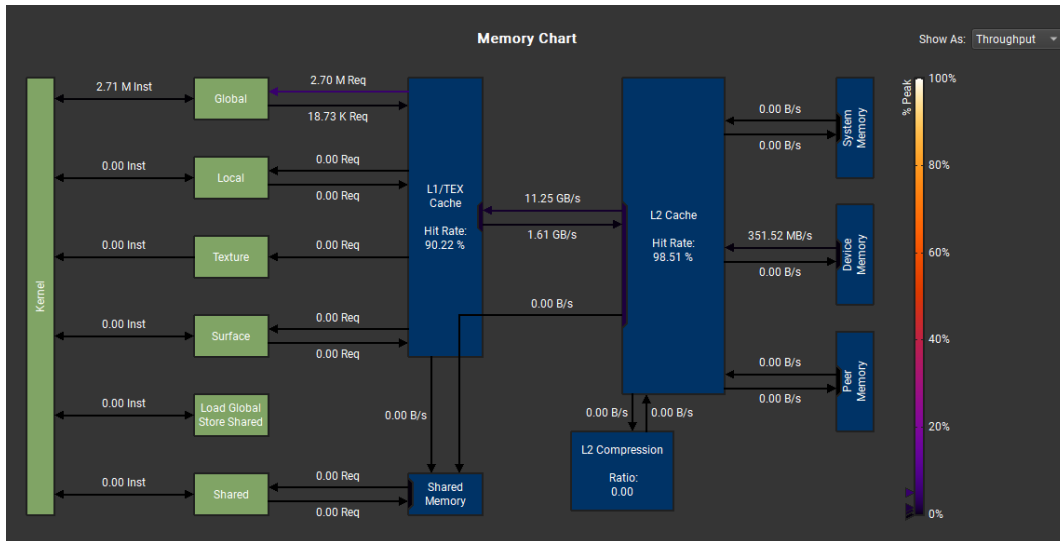 Memory Chart
Show As: Throughput
2.71 M Inst
Global
2.70 M Req
18.73 K Req
0.00 Inst
Local
0.00 Req
0.00 Req
0.00 Inst
Texture
0.00 Req
0.00 Inst
Surface
0.00 Req
0.00 Req
0.00 Inst
Load Global
Store Shared
0.00 Inst
Shared
0.00 Req
0.00 Req
Kernel
L1/TEX
Cache
Hit Rate:
90.22 %
11.25 GB/s
1.61 GB/s
0.00 B/s
0.00 B/s
Shared
Memory
L2 Cache
Hit Rate:
98.51 %
0.00 B/s
0.00 B/s
L2 Compression
Ratio:
0.00
0.00 B/s
0.00 B/s
System
Memory
351.52 MB/s
0.00 B/s
Device
Memory
0.00 B/s
0.00 B/s
Peer
Memory
% Peak
100%
80%
60%
40%
20%
0%